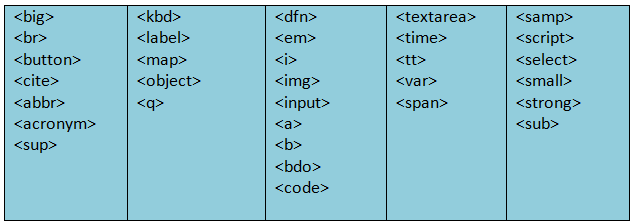 <big>
<br>
<button>
<cite>
<abbr>
<acronym>
<sup>
<kbd>
<label>
<map>
<object>
<q>
<dfn>
<em>
<i>
<img>
<input>
<a>
<b>
<bdo>
<code>
<textarea>
<time>
<tt>
<var>
<span>
<samp>
<script>
<select>
<small>
<strong>
<sub>